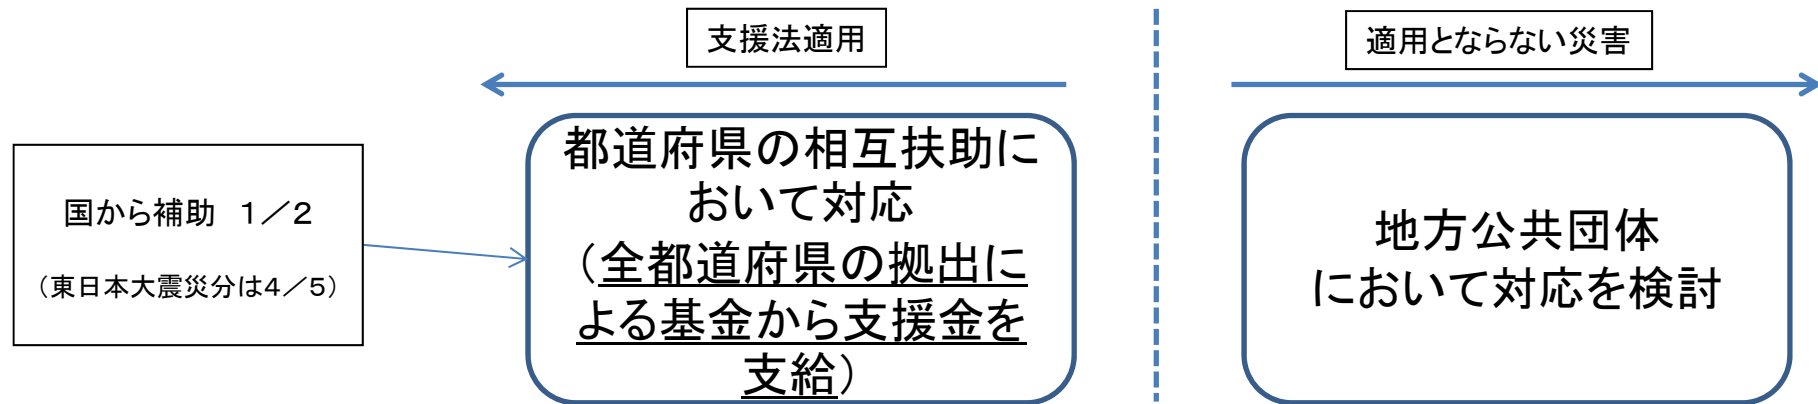 支援法適用
適用とならない災害
国から補助　１／２
（東日本大震災分は４／５）
都道府県の相互扶助に
おいて対応
（全都道府県の拠出に
よる基金から支援金を
支給）
地方公共団体
において対応を検討